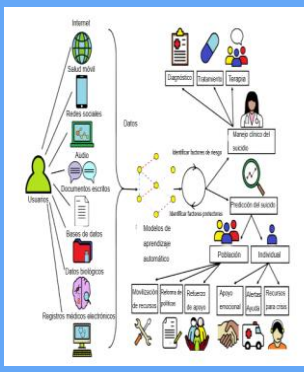 Internet
Salud móvil
Redes sociales
Audio
Documentos escritos
Usuarios
Bases de datos
Datos biológicos
Registros médicos electrónicos
Datos
Modelos de
aprendizaje
automático
Identificar factores de riesgo
Identificar factores protectores
Diagnóstico
Tratamiento
Terapia
Manejo clínico del
suicidio
Predicción del suicidio
Población
Individual
Movilización
de recursos
Reforma de
políticas
Refuerzo
de apoyo
Apoyo
emocional
Alertas
Ayuda
Recursos
para crisis